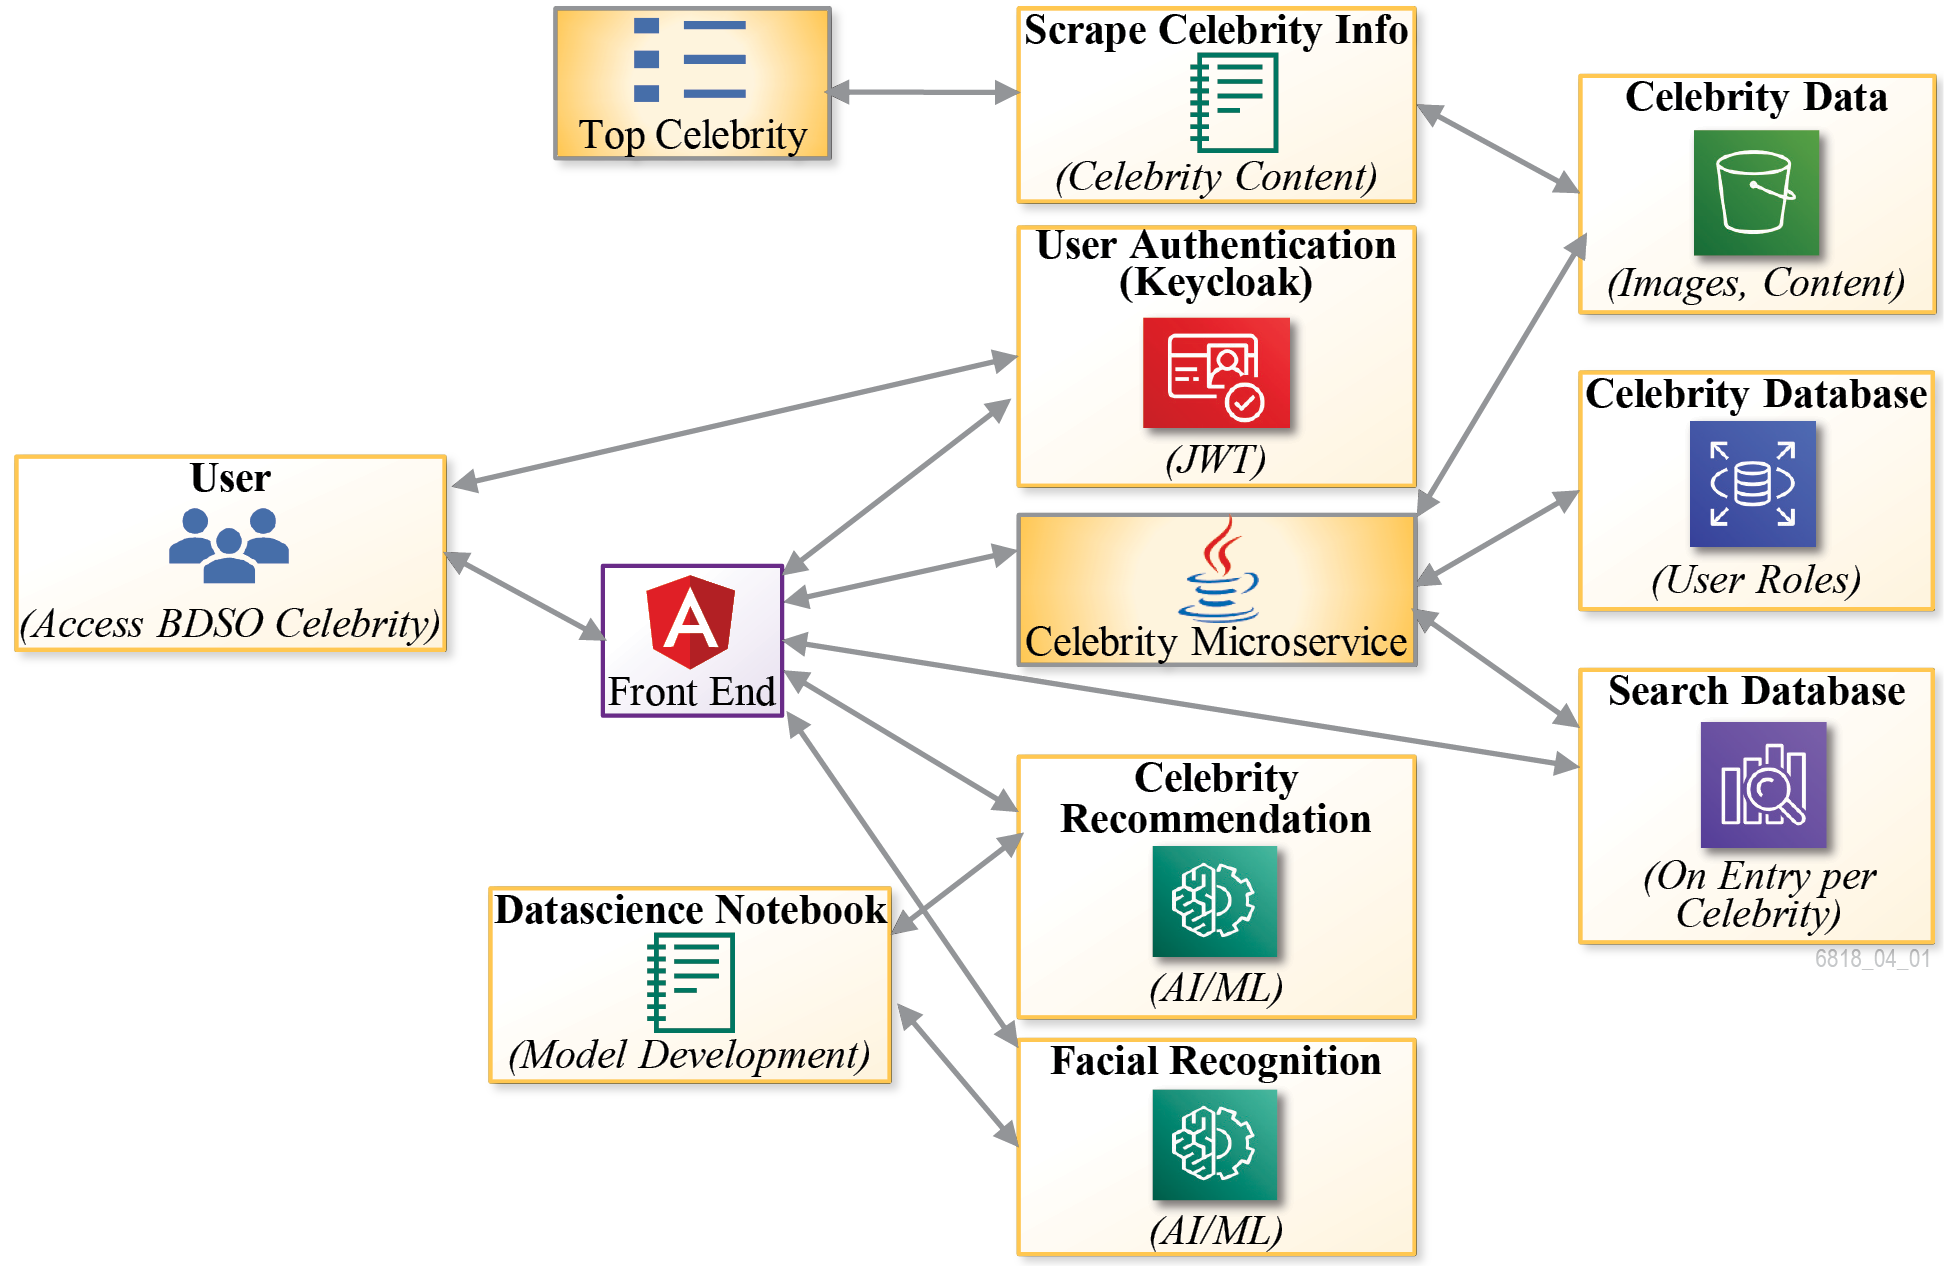 Top Celebrity
Scrape Celebrity Info
(Celebrity Content)
Celebrity Data
(Images, Content)
User Authentication
(Keycloak)
(JWT)
Celebrity Database
(User Roles)
User
(Access BDSO Celebrity)
A
Front End
Celebrity Microservice
Search Database
(On Entry per
Celebrity)
6818_04_01
Celebrity
Recommendation
(AI/ML)
Datascience Notebook
(Model Development)
Facial Recognition
(AI/ML)